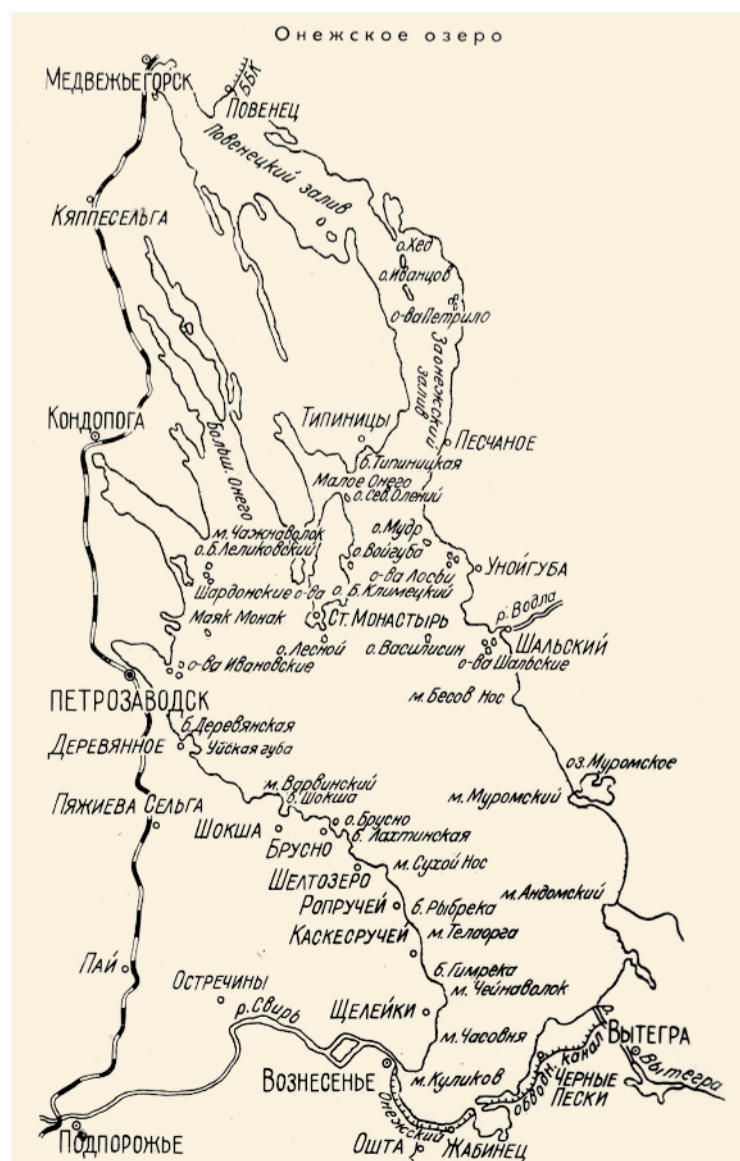 Онежское озеро
МЕДВЕЖЬЕГОРСК
ББК
ПОВЕНЕЦ
Повенецкий залив
КЯППЕСЕЛЬГА
о.Хед
о.Иванцов
о-ва Петрило
Заонежский
залив
КОНДОПОГА
Больш. Онего
ТИПИНИЦЫ
ПЕСЧАНОЕ
б.Типиницкая
Малое Онего
о.Сев.Олений
м.Чажнаволок
о.Б.Леликовский
о.Мудр
о.Войгуба
о-ва Лосьи
УНОЙГУБА
Шардонские о-ва
о.Б.Климецкий
р.Водла
Маяк Монак
СТ.МОНАСТЫРЬ
ШАЛЬСКИЙ
о.Лесной
о.Василисин
о-ва Шальские
о-ва Ивановские
ПЕТРОЗАВОДСК
м.Бесов Нос
б.Деревянская
ДЕРЕВЯННОЕ
Уйская губа
оз.Муромское
м.Варвинский
б.Шокша
м.Муромский
ПЯЖИЕВА СЕЛЬГА
ШОКША
о.Брусно
БРУСНО
б.Лахтинская
ШЕЛТОЗЕРО
м.Сухой Нос
м.Андомский
РОПРУЧЕЙ
б.Рыбрека
КАСКЕСРУЧЕЙ
м.Телаорга
ПАЙ
ОСТРЕЧИНЫ
б.Гимрека
м.Чейнаволок
р.Свирь
ЩЕЛЕЙКИ
м.Часовня
р.
ВЫТЕГРА
Вытегра
ВОЗНЕСЕНЬЕ
м.Куликов
Онежский
обводн. канал
ЧЕРНЫЕ
ПЕСКИ
ПОДПОРОЖЬЕ
ОШТА
ЖАБИНЕЦ